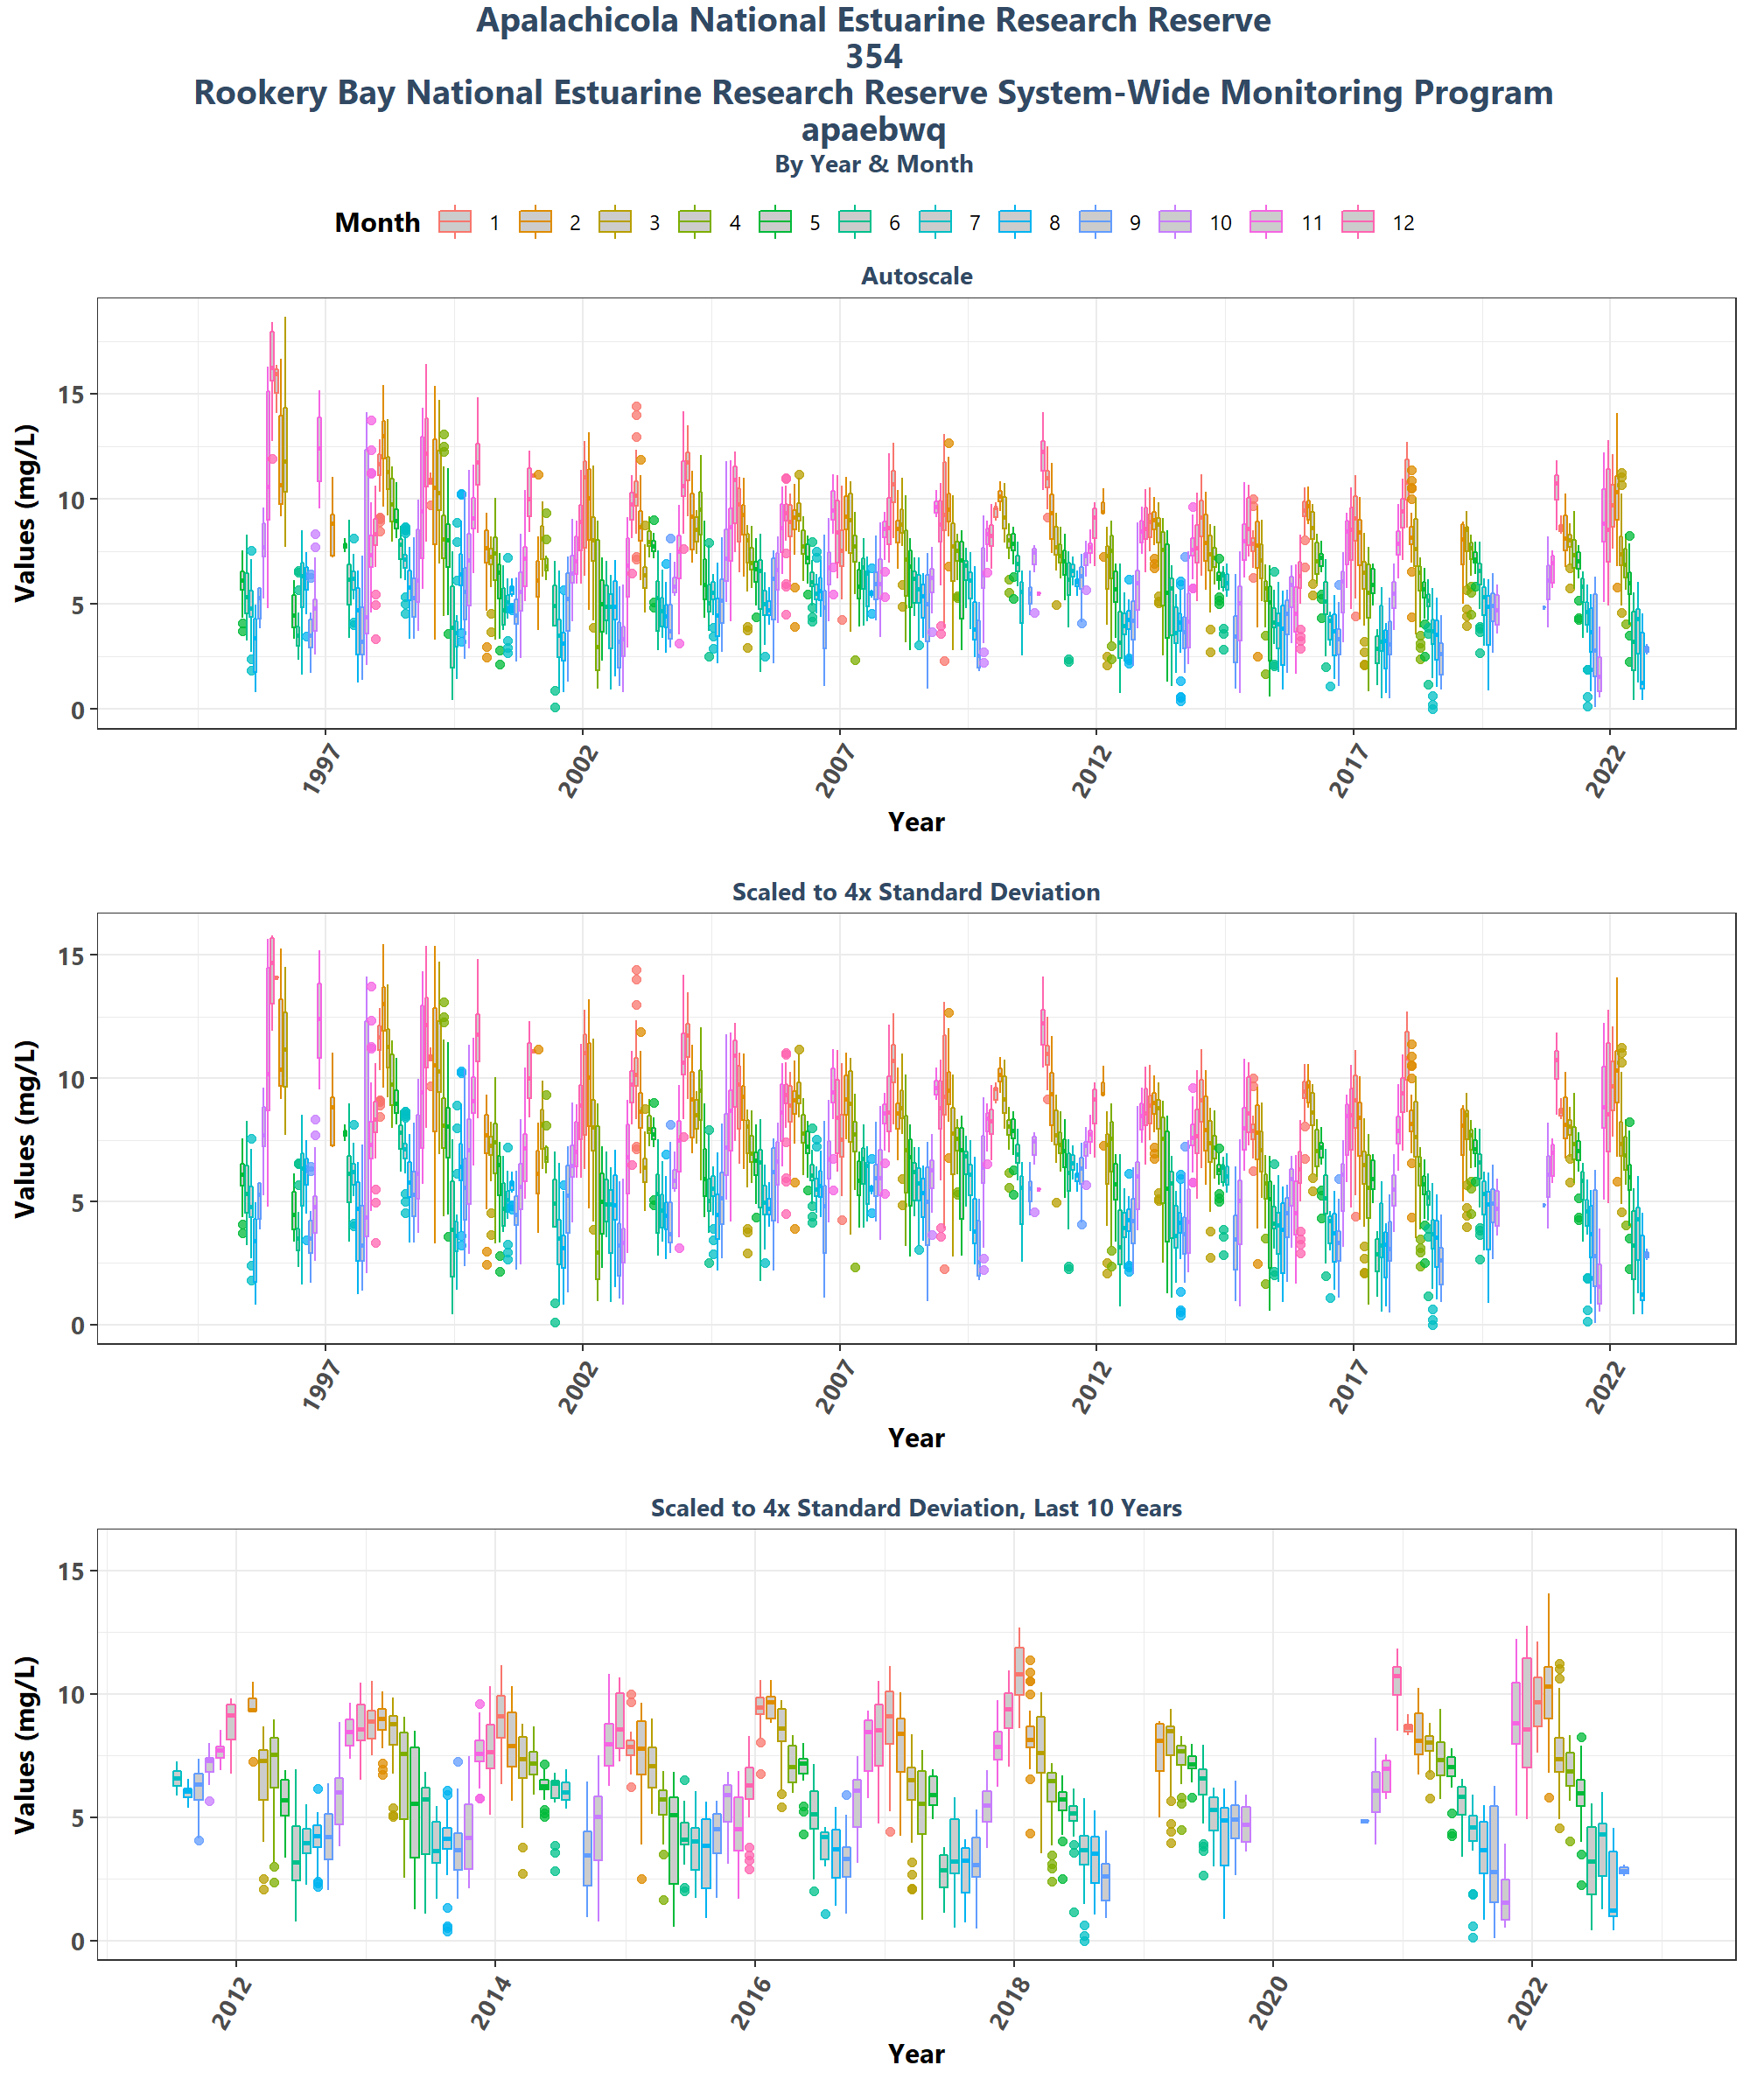 Apalachicola National Estuarine Research Reserve
354
Rookery Bay National Estuarine Research Reserve System-Wide Monitoring Program
apaebwq
By Year & Month
Month 1 2 3 4 5 6 7 8 9 10 11 12
Autoscale
Values (mg/L)
15
10
5
0
1997 2002 2007 2012 2017 2022
Year
Scaled to 4x Standard Deviation
Values (mg/L)
15
10
5
0
1997 2002 2007 2012 2017 2022
Year
Scaled to 4x Standard Deviation, Last 10 Years
Values (mg/L)
15
10
5
0
2012 2014 2016 2018 2020 2022
Year